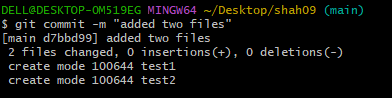 DELL@DESKTOP-OM519EG MINGW64 ~/Desktop/shah09 (main)
$ git commit -m "added two files"
[main d7bbd99] added two files
 2 files changed, 0 insertions(+), 0 deletions(-)
 create mode 100644 test1
 create mode 100644 test2